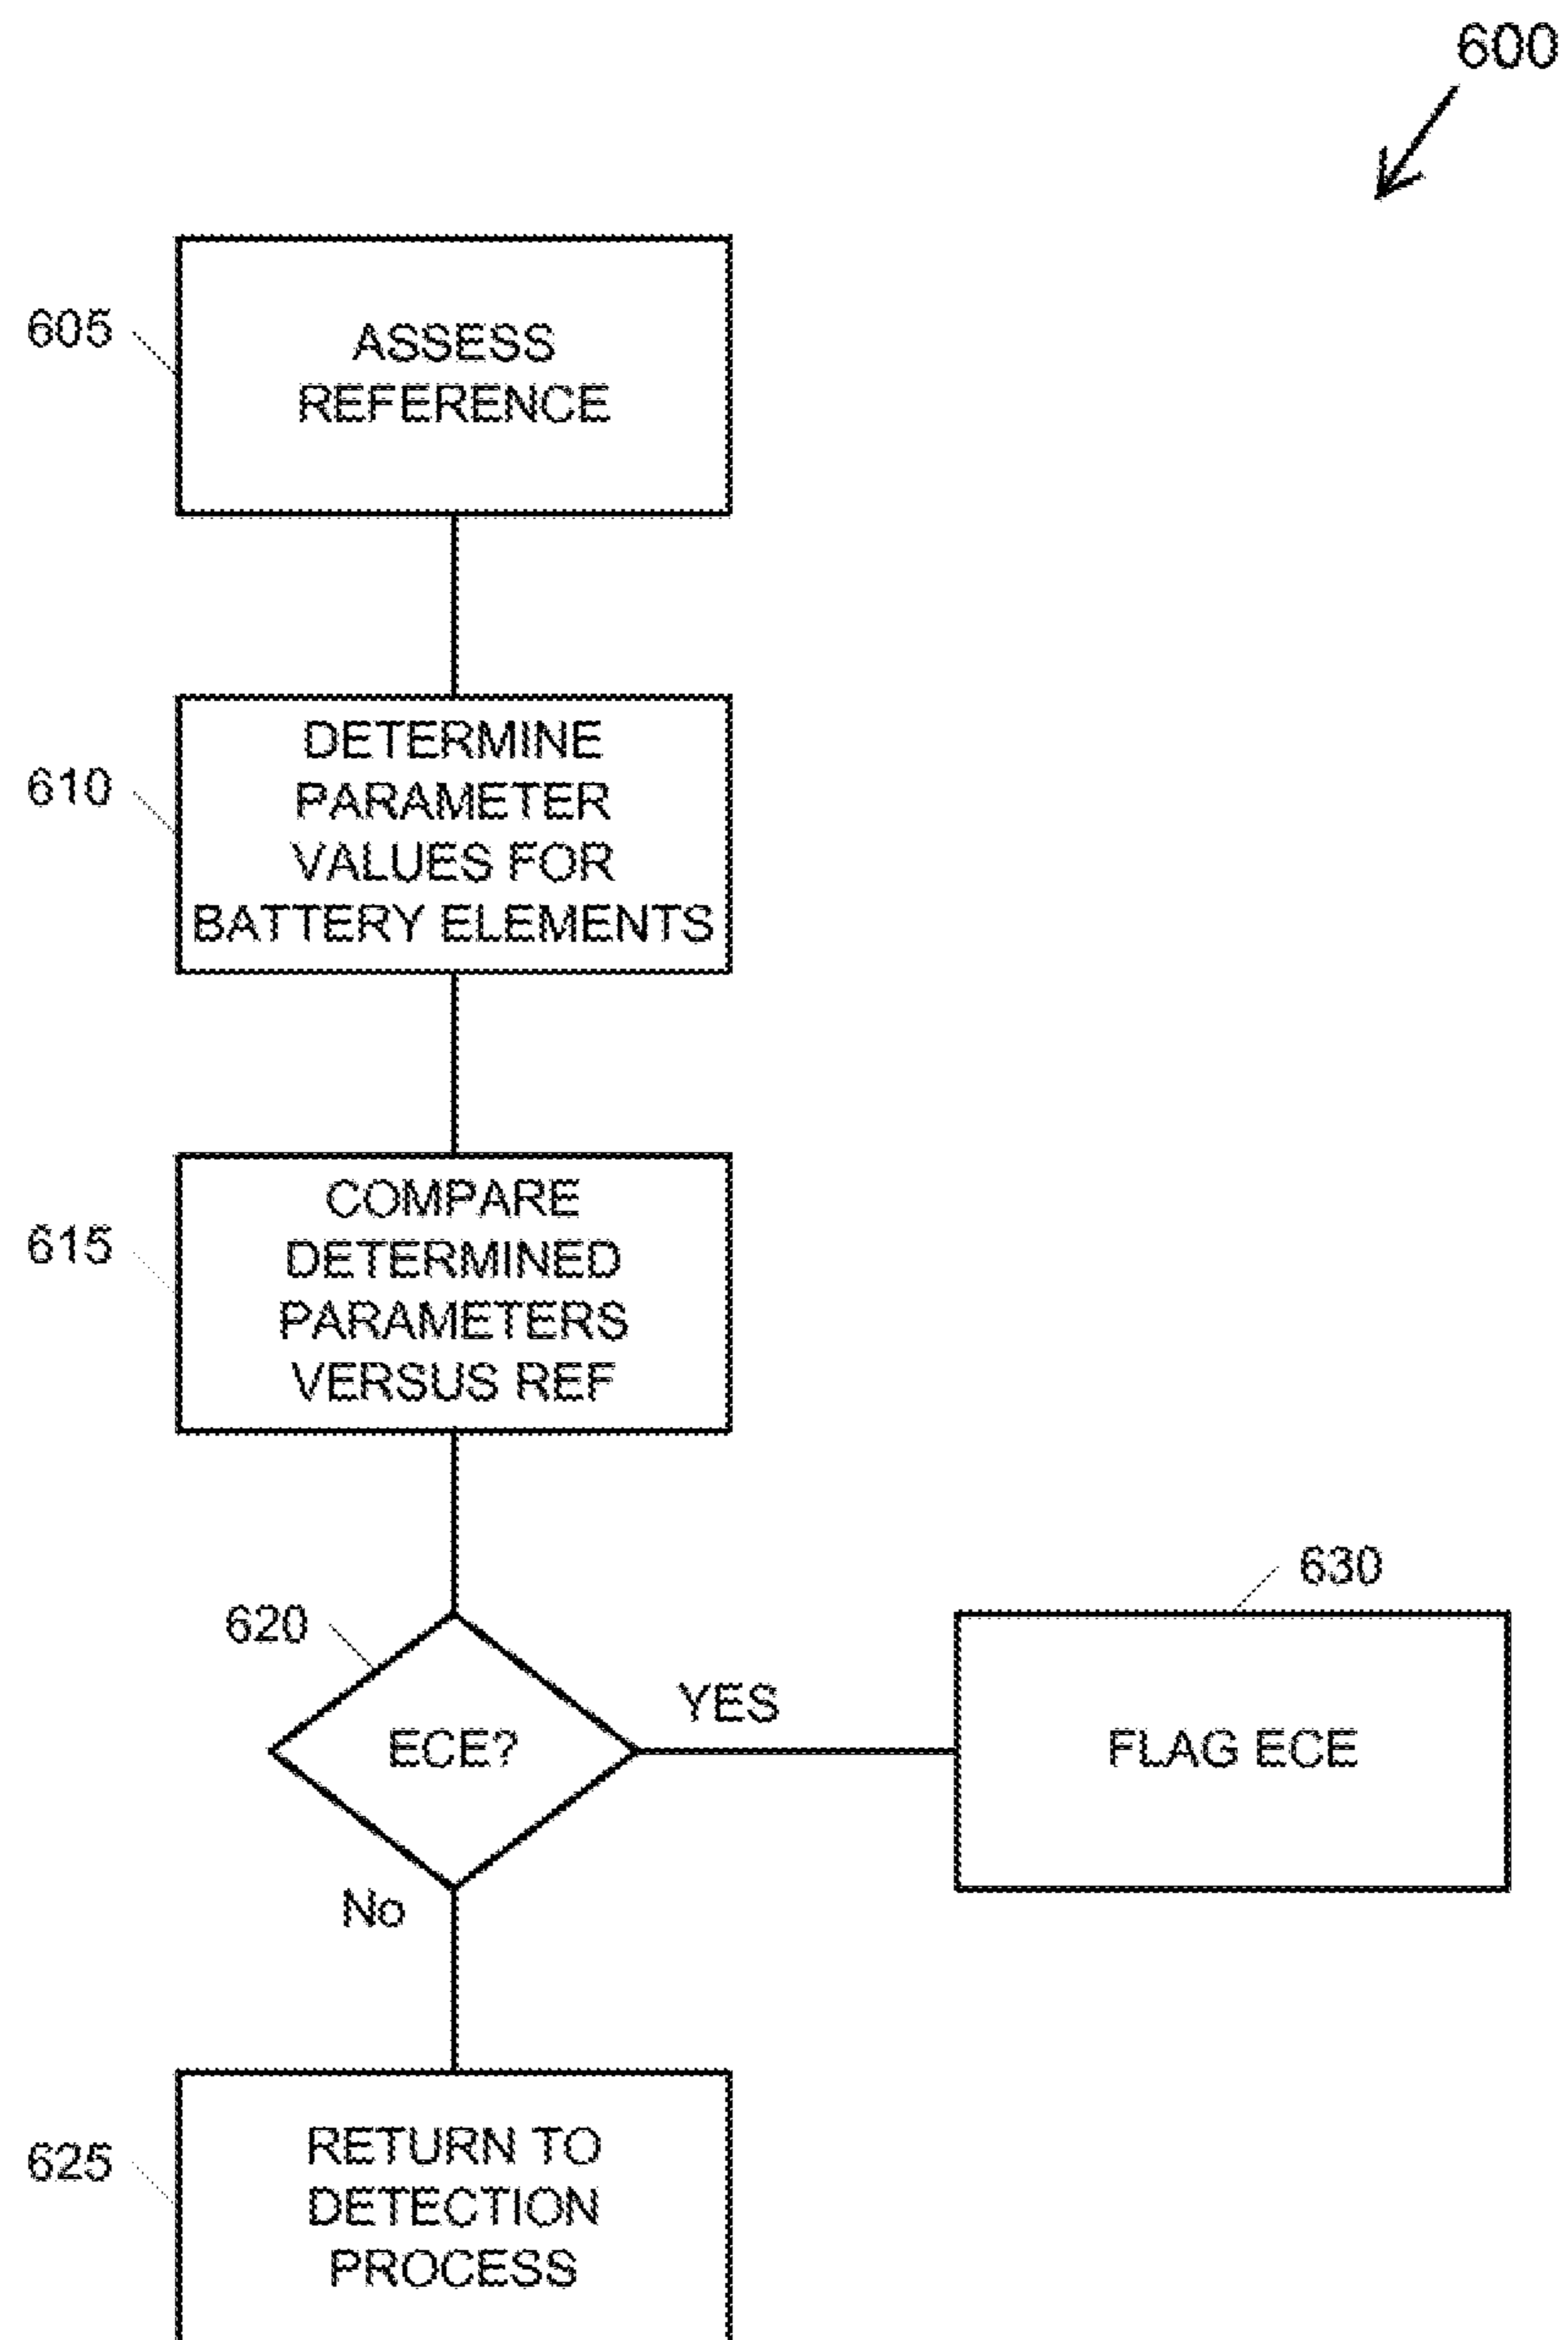 600
605
ASSESS
REFERENCE
610
DETERMINE
PARAMETER
VALUES FOR
BATTERY ELEMENTS
615
COMPARE
DETERMINED
PARAMETERS
VERSUS REF
620
ECE?
YES
630
FLAG ECE
No
625
RETURN TO
DETECTION
PROCESS